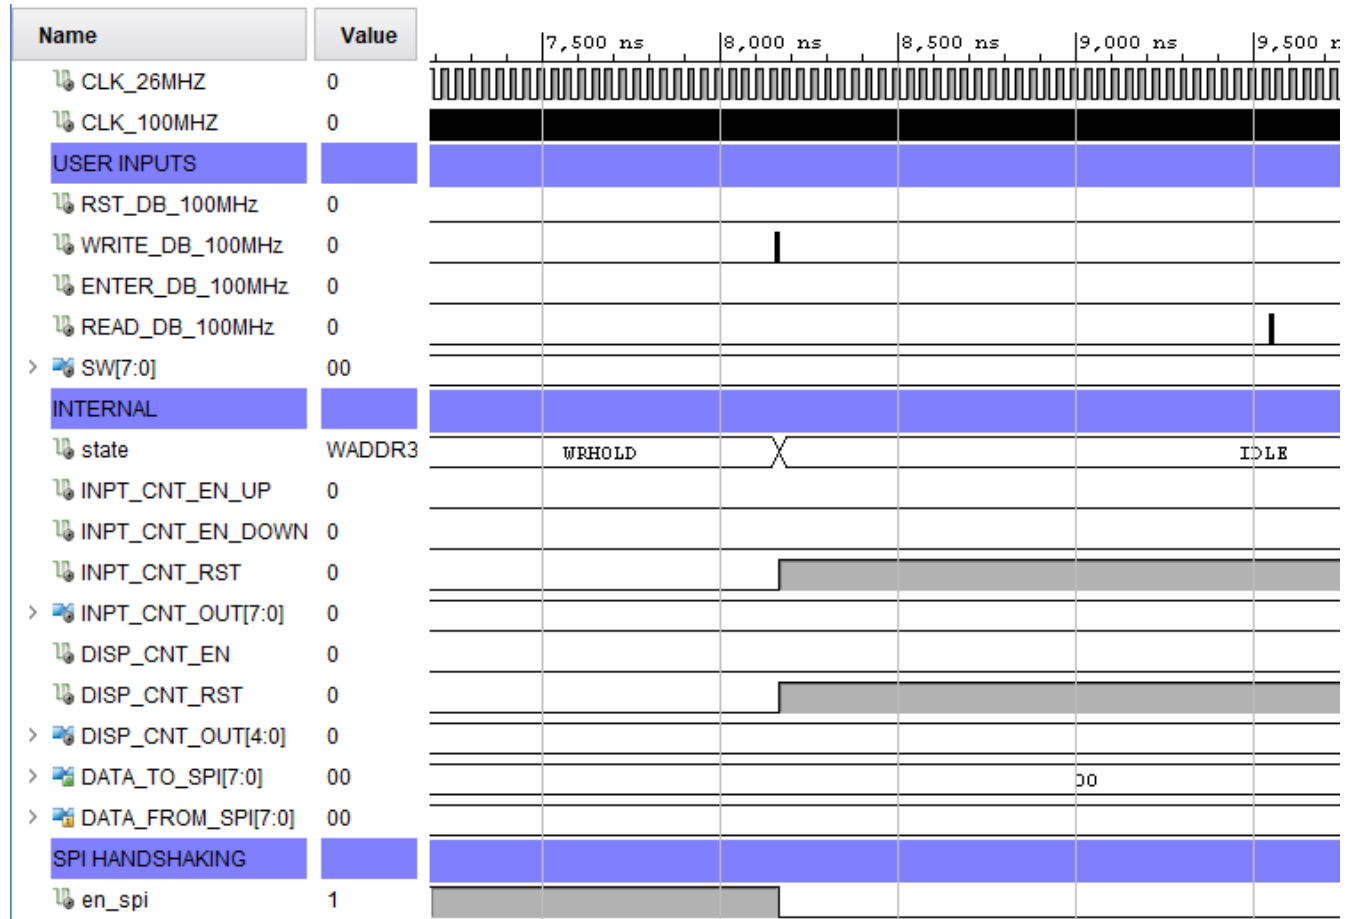 Name Value 7,500 ns 8,000 ns 8,500 ns 9,000 ns 9,500 n
CLK_26MHZ 0
CLK_100MHZ 0
USER INPUTS
RST_DB_100MHz 0
WRITE_DB_100MHz 0
ENTER_DB_100MHz 0
READ_DB_100MHz 0
SW[7:0] 00
INTERNAL
state WADDR3 WRHOLD IDLE
INPT_CNT_EN_UP 0
INPT_CNT_EN_DOWN 0
INPT_CNT_RST 0
INPT_CNT_OUT[7:0] 0
DISP_CNT_EN 0
DISP_CNT_RST 0
DISP_CNT_OUT[4:0] 0
DATA_TO_SPI[7:0] 00 00
DATA_FROM_SPI[7:0] 00
SPI HANDSHAKING
en_spi 1